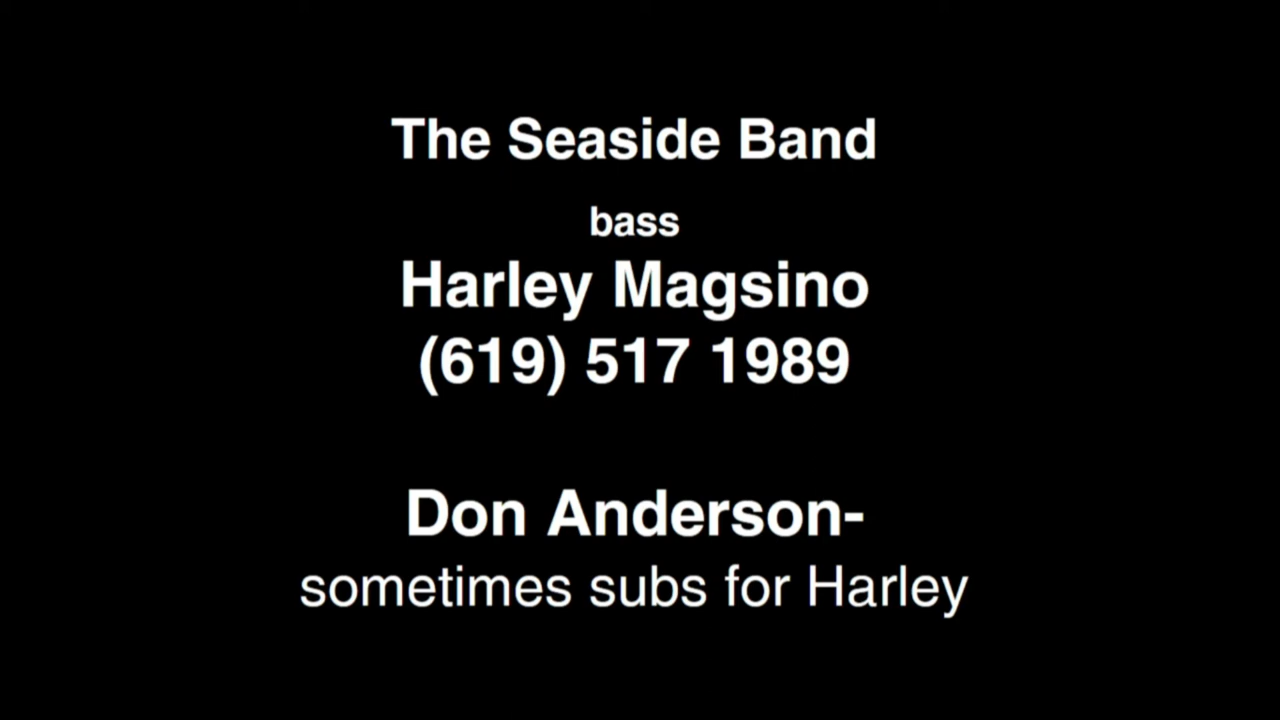 The Seaside Band
bass
Harley Magsino
(619) 517 1989
Don Anderson-
sometimes subs for Harley